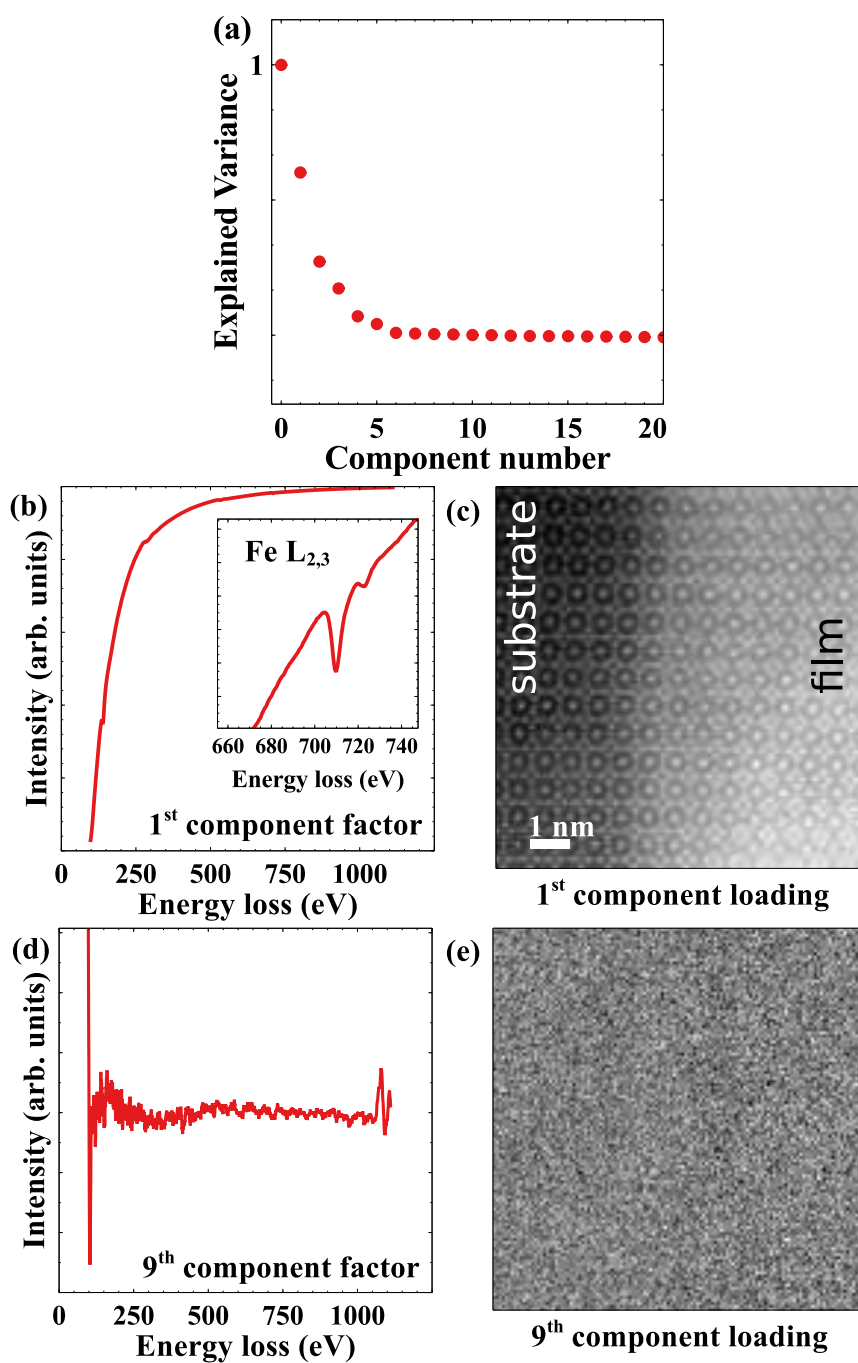 (a)
1
Explained Variance
0 5 10 15 20
Component number
(b)
Intensity (arb. units)
Fe L2,3
660 680 700 720 740
Energy loss (eV)
1st component factor
0 250 500 750 1000
Energy loss (eV)
(c)
substrate
film
1 nm
1st component loading
(d)
Intensity (arb. units)
9th component factor
0 250 500 750 1000
Energy loss (eV)
(e)
9th component loading